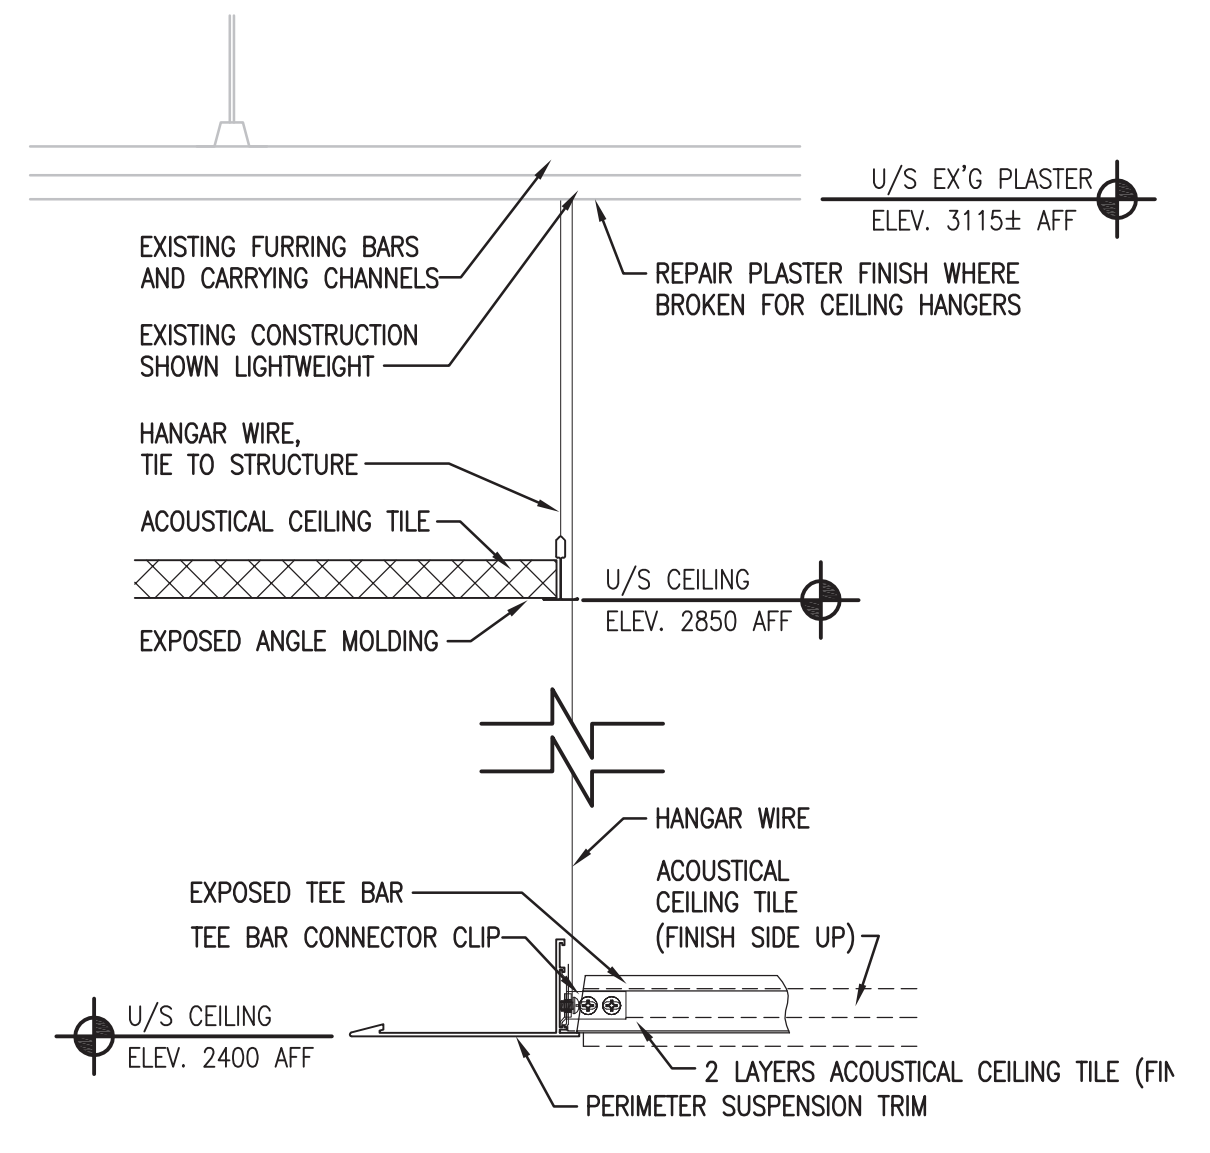 U/S EX'G PLASTER
ELEV. 3115± AFF
EXISTING FURRING BARS
AND CARRYING CHANNELS
REPAIR PLASTER FINISH WHERE
BROKEN FOR CEILING HANGERS
EXISTING CONSTRUCTION
SHOWN LIGHTWEIGHT
HANGAR WIRE,
TIE TO STRUCTURE
ACOUSTICAL CEILING TILE
U/S CEILING
ELEV. 2850 AFF
EXPOSED ANGLE MOLDING
HANGAR WIRE
ACOUSTICAL
CEILING TILE
(FINISH SIDE UP)
EXPOSED TEE BAR
TEE BAR CONNECTOR CLIP
U/S CEILING
ELEV. 2400 AFF
2 LAYERS ACOUSTICAL CEILING TILE
PERIMETER SUSPENSION TRIM